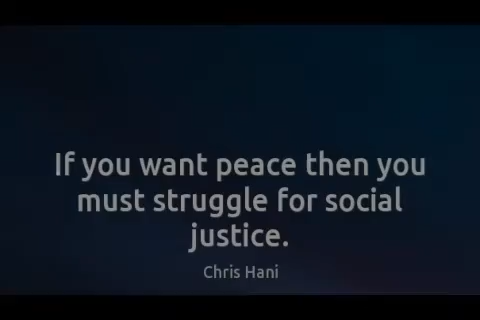 If you want peace then you
must struggle for social
justice.
Chris Hani